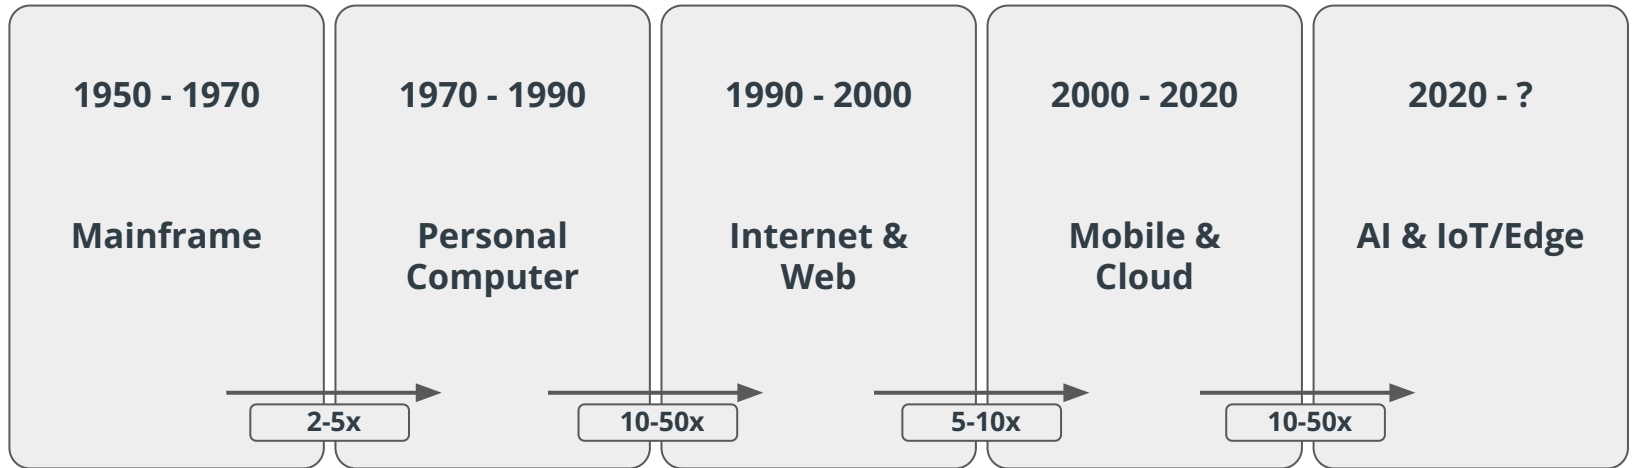 1950 - 1970
Mainframe
1970 - 1990
Personal
Computer
1990 - 2000
Internet &
Web
2000 - 2020
Mobile &
Cloud
2020 - ?
AI & IoT/Edge
2-5x
10-50x
5-10x
10-50x